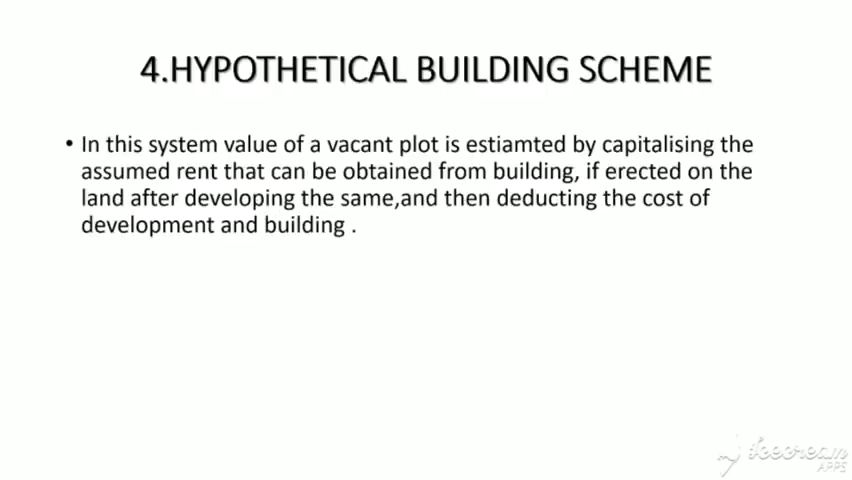 4.HYPOTHETICAL BUILDING SCHEME
• In this system value of a vacant plot is estiamted by capitalising the
assumed rent that can be obtained from building, if erected on the
land after developing the same,and then deducting the cost of
development and building .
Icecream
APPS